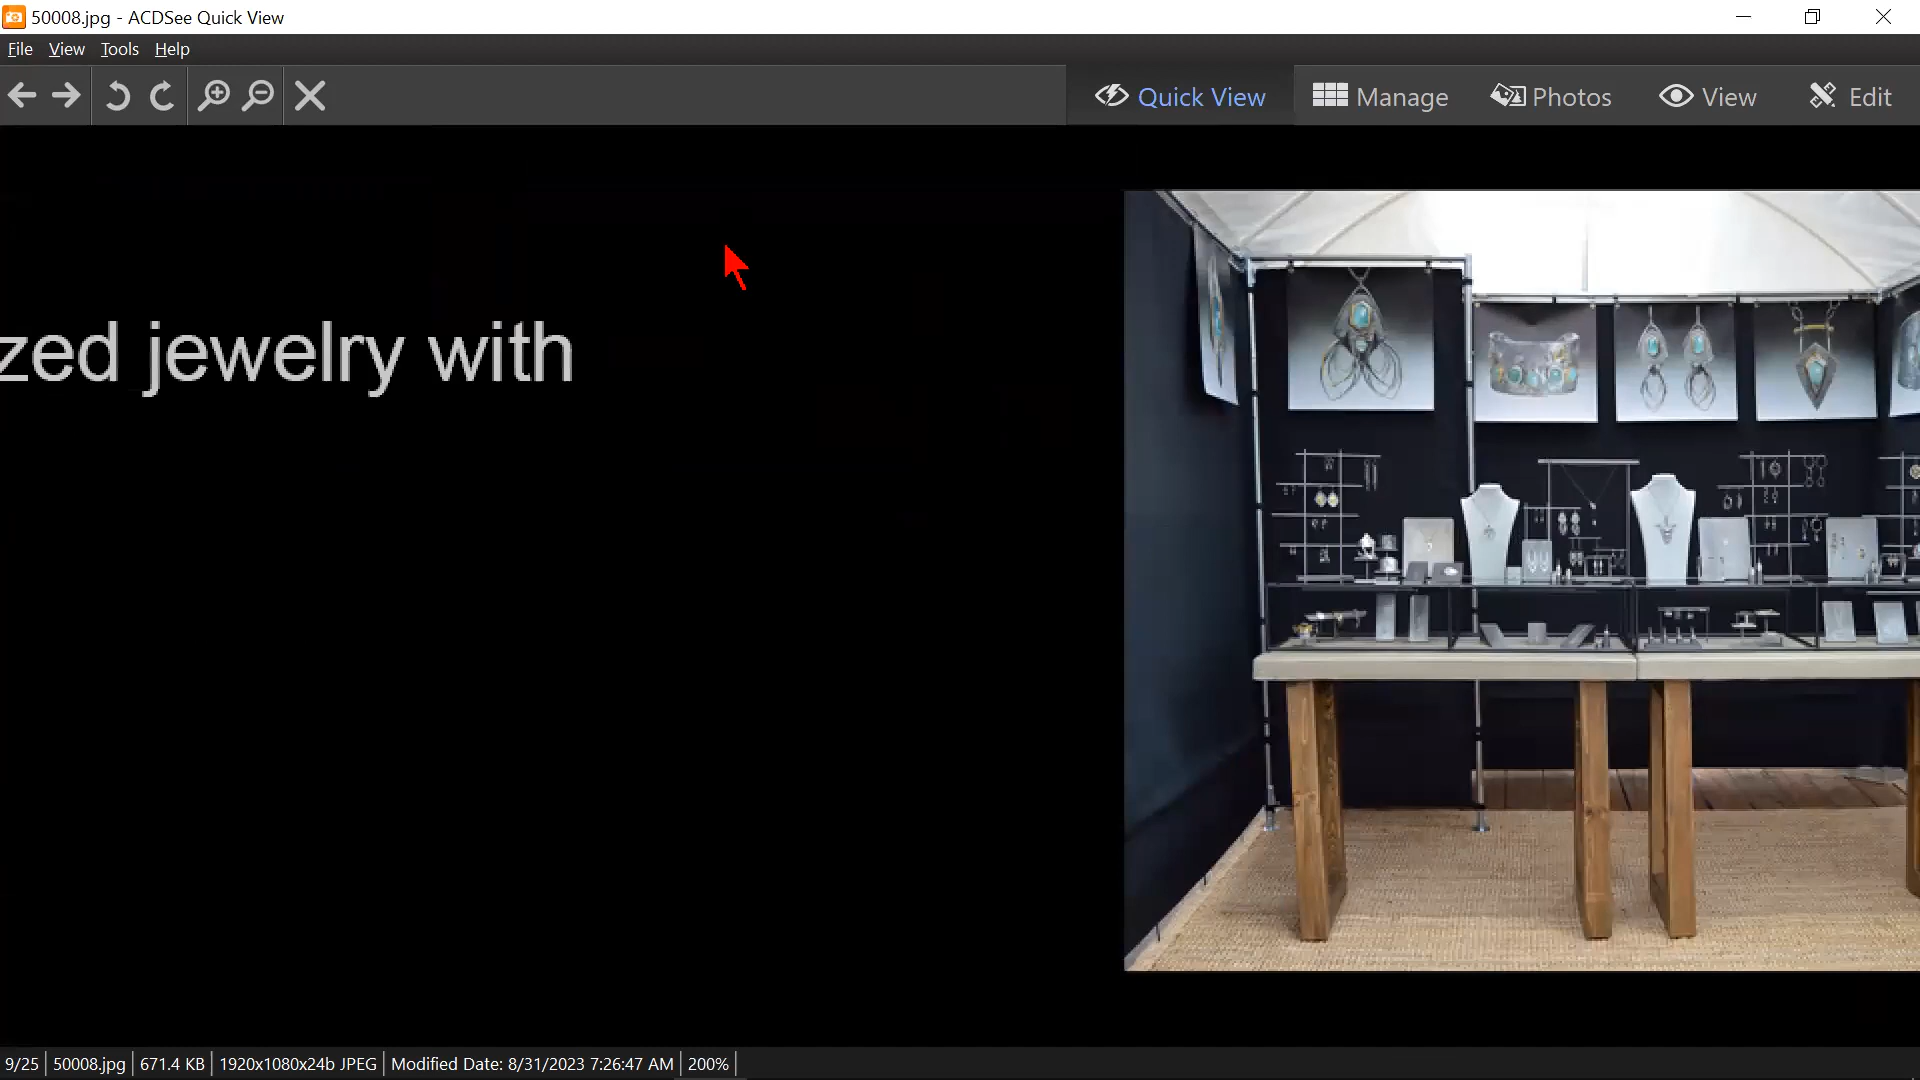 50008.jpg - ACDSee Quick View
File View Tools Help
Quick View Manage Photos View Edit
zed jewelry with
9/25 50008.jpg 671.4 KB 1920x1080x24b JPEG Modified Date: 8/31/2023 7:26:47 AM 200%